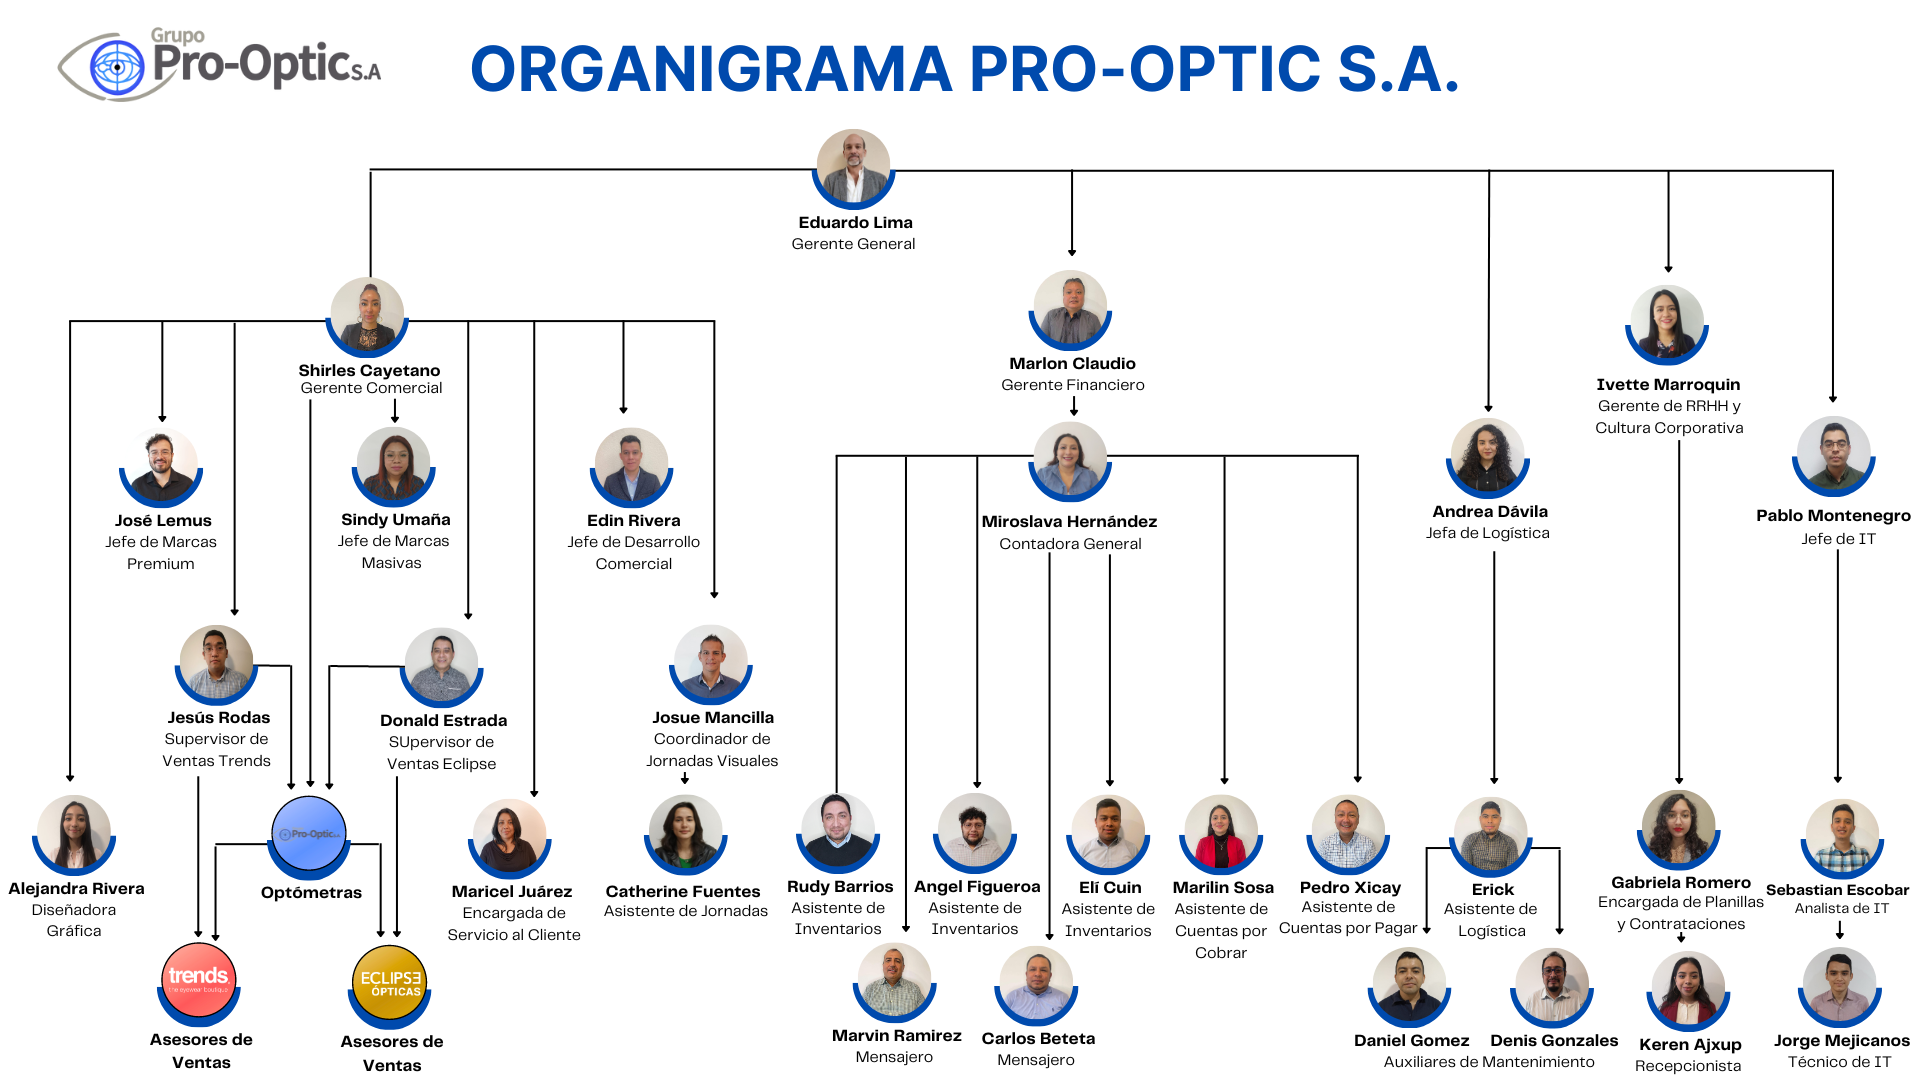 Grupo
Pro-Optic S.A
ORGANIGRAMA PRO-OPTIC S.A.
Eduardo Lima
Gerente General
Shirles Cayetano
Gerente Comercial
Marlon Claudio
Gerente Financiero
Ivette Marroquin
Gerente de RRHH y
Cultura Corporativa
José Lemus
Jefe de Marcas
Premium
Sindy Umaña
Jefe de Marcas
Masivas
Edin Rivera
Jefe de Desarrollo
Comercial
Miroslava Hernández
Contadora General
Andrea Dávila
Jefa de Logística
Pablo Montenegro
Jefe de IT
Jesús Rodas
Supervisor de
Ventas Trends
Donald Estrada
SUpervisor de
Ventas Eclipse
Josue Mancilla
Coordinador de
Jornadas Visuales
Alejandra Rivera
Diseñadora
Gráfica
Pro-Optic S.A
Optómetras
Maricel Juárez
Encargada de
Servicio al Cliente
Catherine Fuentes
Asistente de Jornadas
Rudy Barrios
Asistente de
Inventarios
Angel Figueroa
Asistente de
Inventarios
Elí Cuin
Asistente de
Inventarios
Marilin Sosa
Asistente de
Cuentas por
Cobrar
Pedro Xicay
Asistente de
Cuentas por Pagar
Erick
Asistente de
Logística
Gabriela Romero
Encargada de Planillas
y Contrataciones
Sebastian Escobar
Analista de IT
trends.
the eyewear boutique
Asesores de
Ventas
ECLIPSE
ÓPTICAS
Asesores de
Ventas
Marvin Ramirez
Mensajero
Carlos Beteta
Mensajero
Daniel Gomez
Denis Gonzales
Auxiliares de Mantenimiento
Keren Ajxup
Recepcionista
Jorge Mejicanos
Técnico de IT